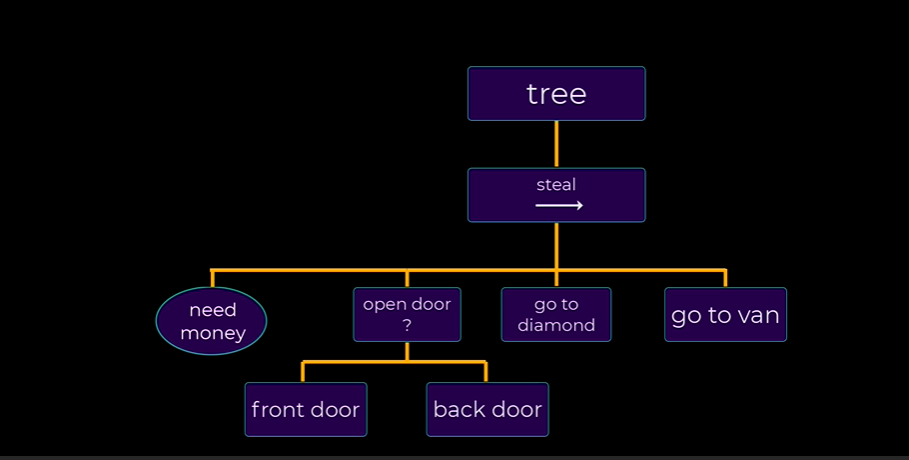 tree
steal
need
money
open door
?
go to
diamond
go to van
front door
back door